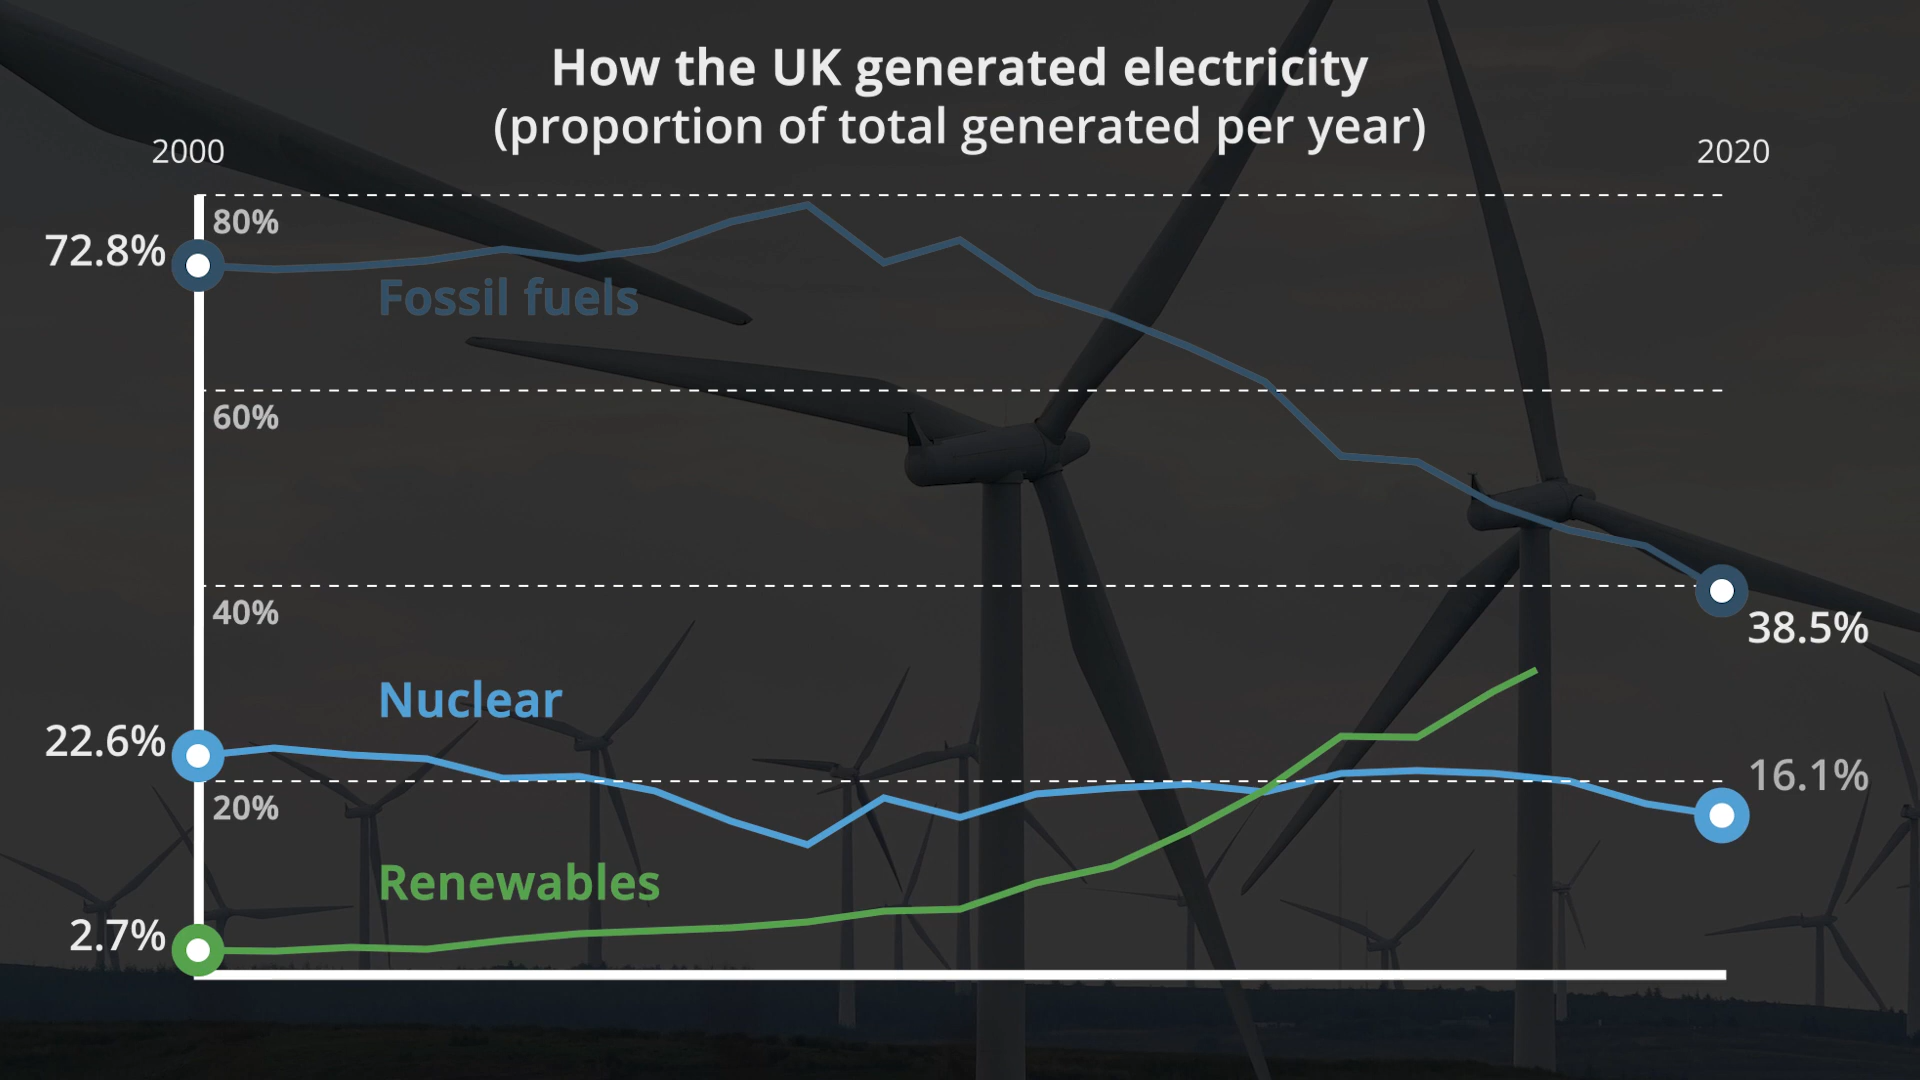 How the UK generated electricity
(proportion of total generated per year)
2000
2020
80%
72.8%
Fossil fuels
60%
40%
38.5%
Nuclear
22.6%
16.1%
20%
Renewables
2.7%